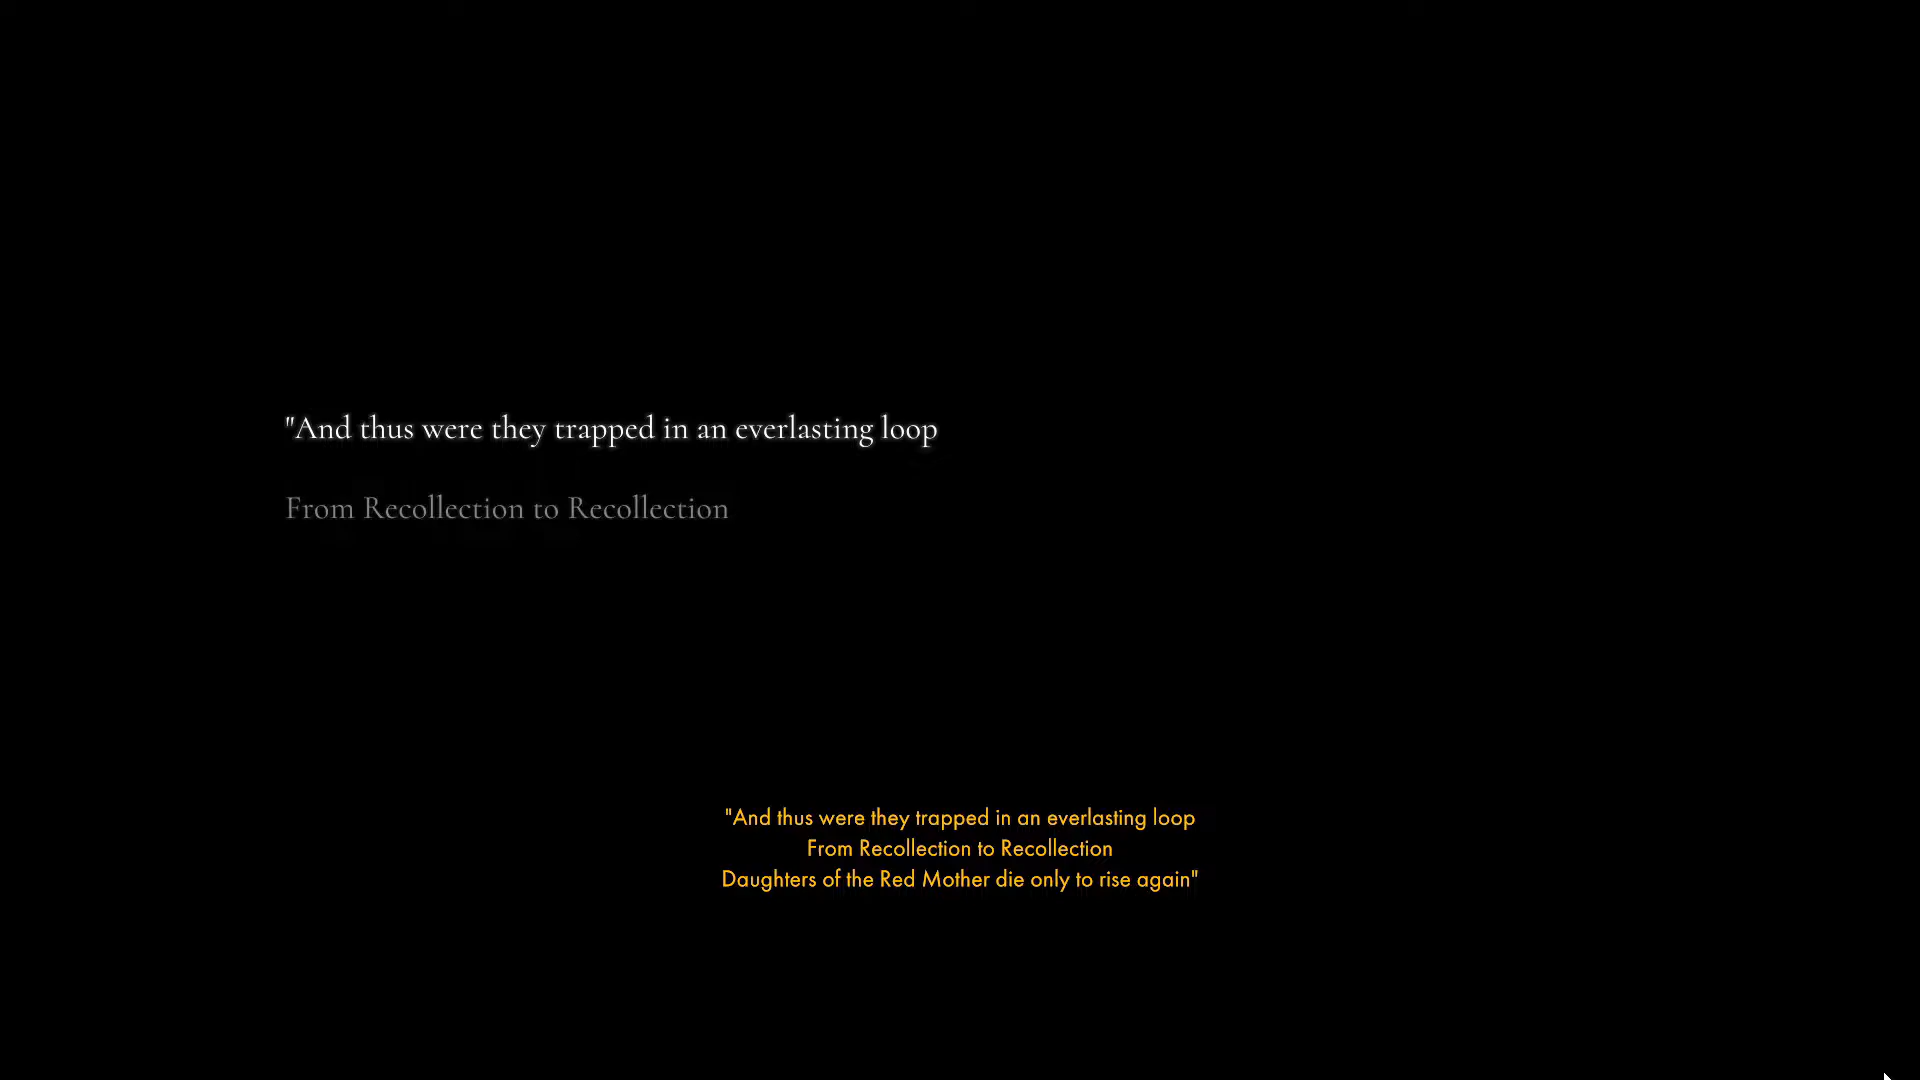 "And thus were they trapped in an everlasting loop
From Recollection to Recollection
"And thus were they trapped in an everlasting loop
From Recollection to Recollection
Daughters of the Red Mother die only to rise again"